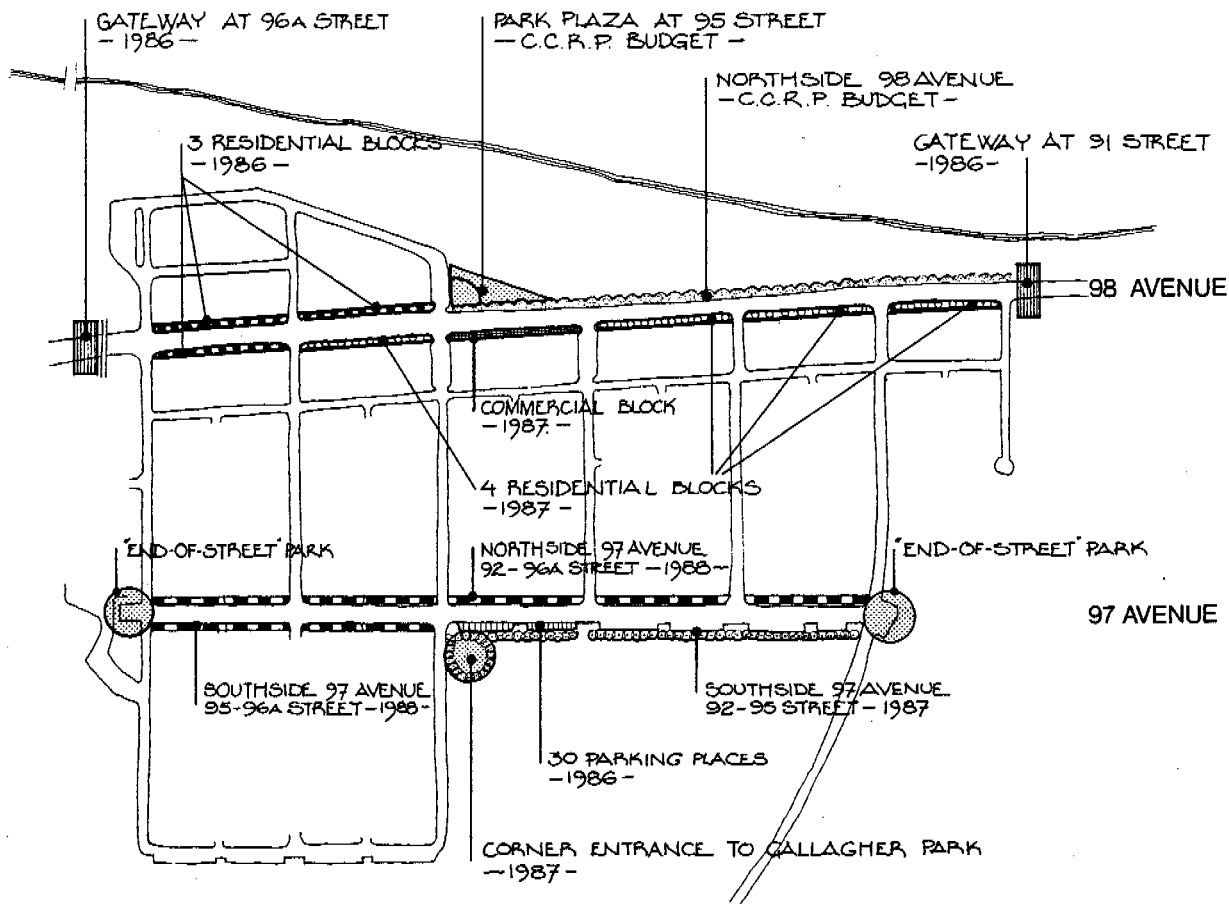 GATEWAY AT 96A STREET
-1986-
PARK PLAZA AT 95 STREET
- C.C.R.P. BUDGET -
NORTHSIDE 98 AVENUE
-C.C.R.P. BUDGET-
3 RESIDENTIAL BLOCKS
-1986-
GATEWAY AT 91 STREET
-1986-
98 AVENUE
COMMERCIAL BLOCK
-1987-
4 RESIDENTIAL BLOCKS
-1987-
"END-OF-STREET" PARK
NORTHSIDE 97 AVENUE
92-96A STREET -1988-
"END-OF-STREET" PARK
97 AVENUE
SOUTHSIDE 97 AVENUE
95-96A STREET-1988-
SOUTHSIDE 97 AVENUE
92-95 STREET-1987
30 PARKING PLACES
-1986-
CORNER ENTRANCE TO GALLAGHER PARK
-1987-